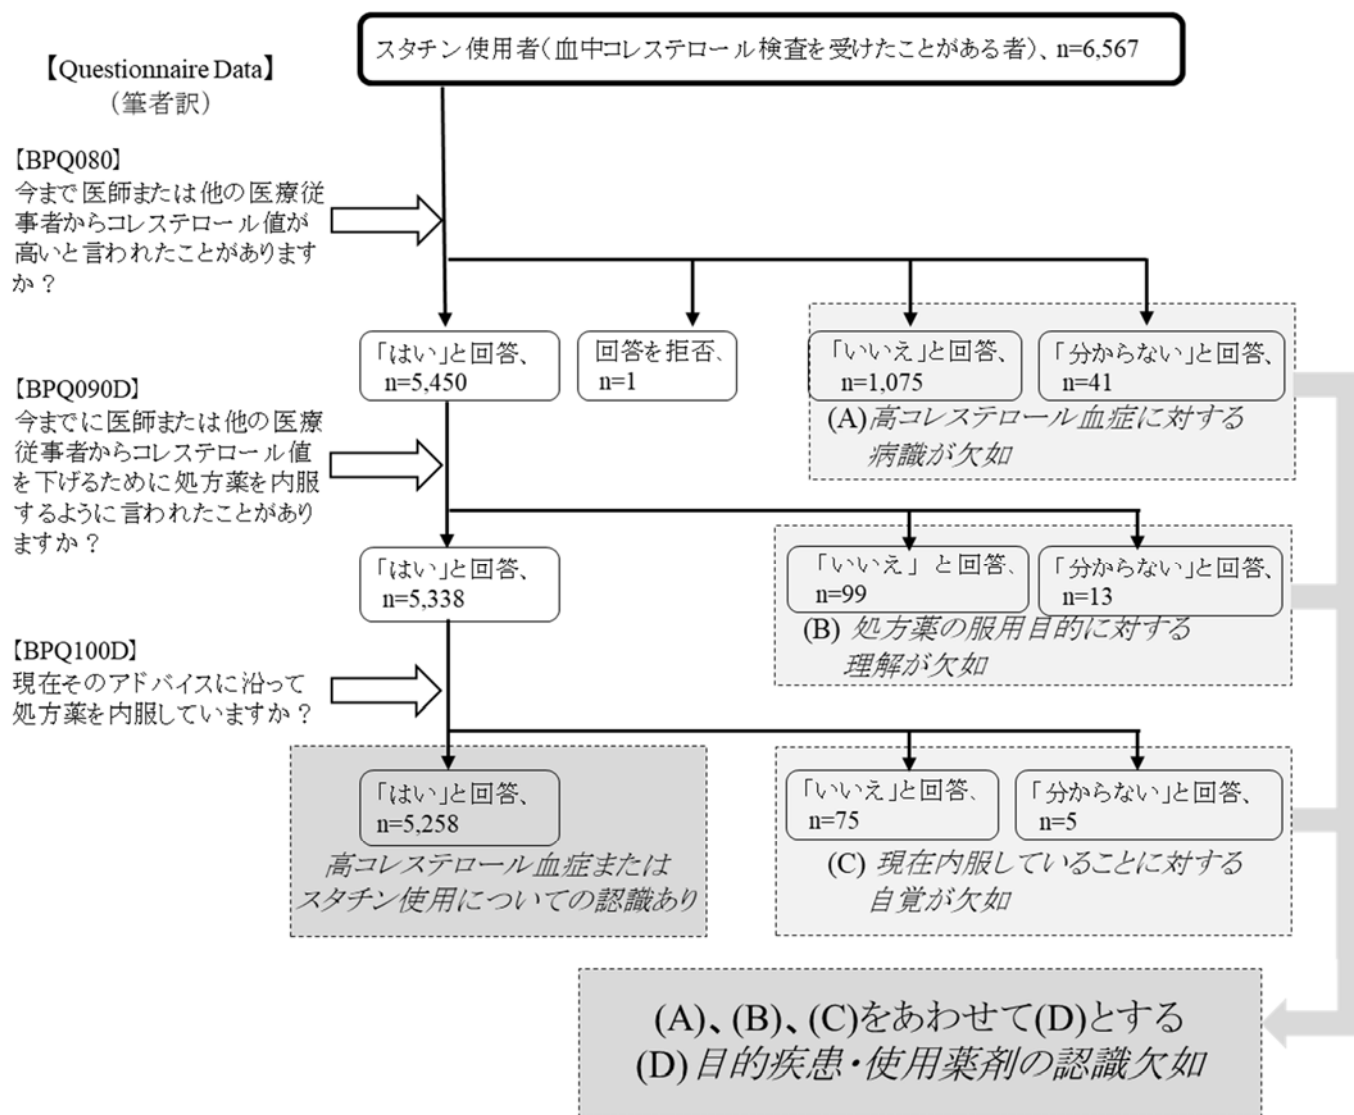 スタチン使用者(血中コレステロール検査を受けたことがある者)、n=6,567
【Questionnaire Data】
(筆者訳)
【BPQ080】
今まで医師または他の医療従
事者からコレステロール値が
高いと言われたことがあります
か?
「はい」と回答、
n=5,450
回答を拒否、
n=1
「いいえ」と回答、
n=1,075
「分からない」と回答、
n=41
(A)高コレステロール血症に対する
病識が欠如
【BPQ090D】
今までに医師または他の医療
従事者からコレステロール値
を下げるために処方薬を内服
するように言われたことがあり
ますか?
「はい」と回答、
n=5,338
「いいえ」と回答、
n=99
「分からない」と回答、
n=13
(B) 処方薬の服用目的に対する
理解が欠如
【BPQ100D】
現在そのアドバイスに沿って
処方薬を内服していますか?
「はい」と回答、
n=5,258
高コレステロール血症または
スタチン使用についての認識あり
「いいえ」と回答、
n=75
「分からない」と回答、
n=5
(C) 現在内服していることに対する
自覚が欠如
(A)、(B)、(C)をあわせて(D)とする
(D)目的疾患・使用薬剤の認識欠如